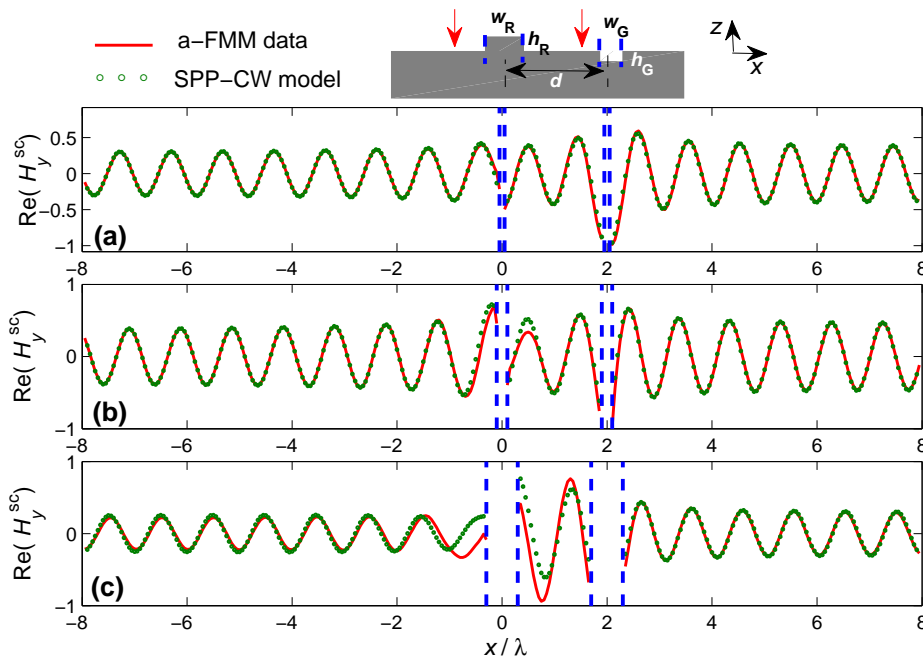 a−FMM data
SPP−CW model
w_R
h_R
d
w_G
h_G
z
x
Re( H_y^sc)
0.5
0
−0.5
−1
(a)
−8 −6 −4 −2 0 2 4 6 8
Re( H_y^sc)
1
0
−1
(b)
−8 −6 −4 −2 0 2 4 6 8
Re( H_y^sc)
1
0
−1
(c)
−8 −6 −4 −2 0 2 4 6 8
x / λ